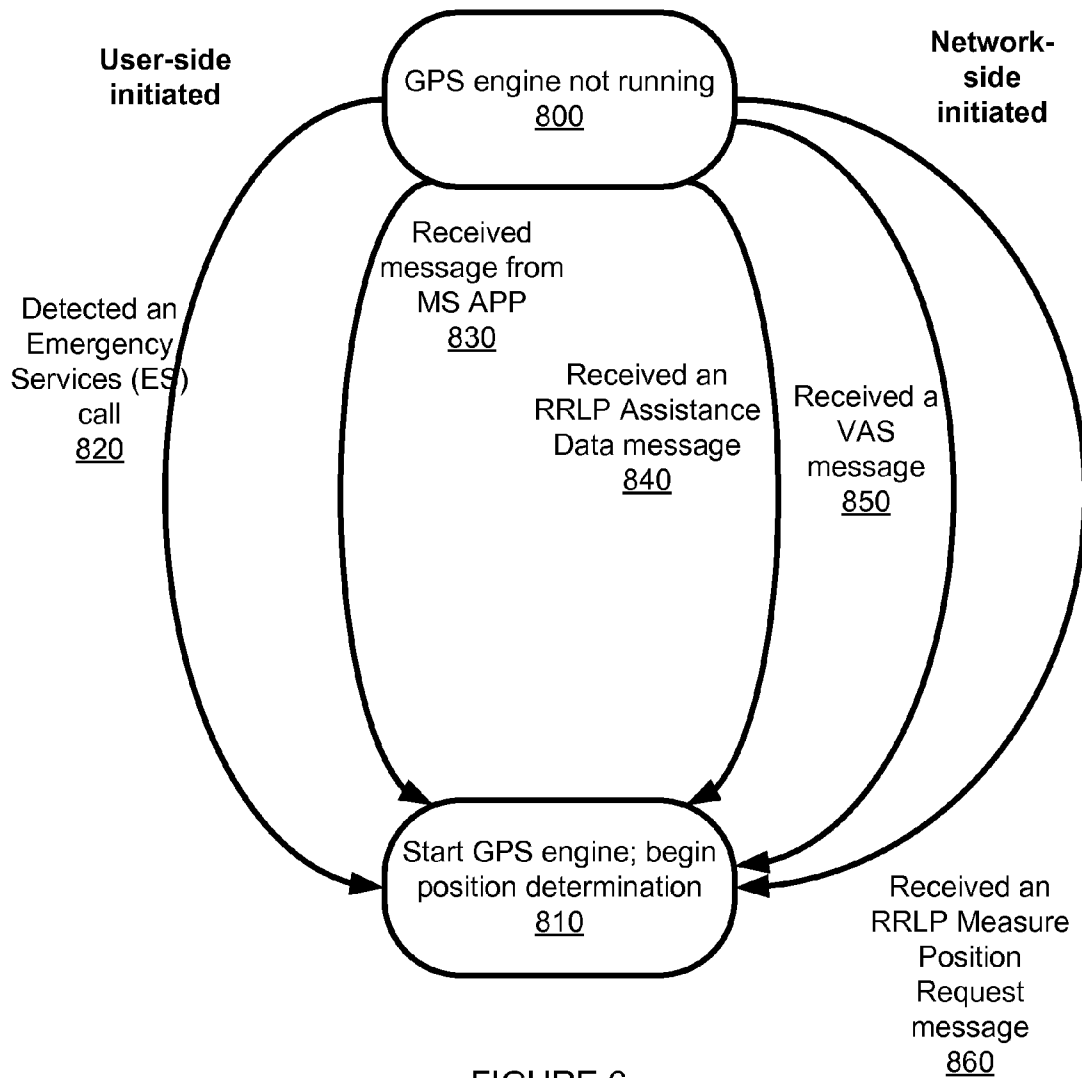 User-side
initiated
GPS engine not running
800
Network-
side
initiated
Received
message from
MS APP
830
Detected an
Emergency
Services (ES)
call
820
Received an
RRLP Assistance
Data message
840
Received a
VAS
message
850
Start GPS engine; begin
position determination
810
Received an
RRLP Measure
Position
Request
message
860
FIGURE 6